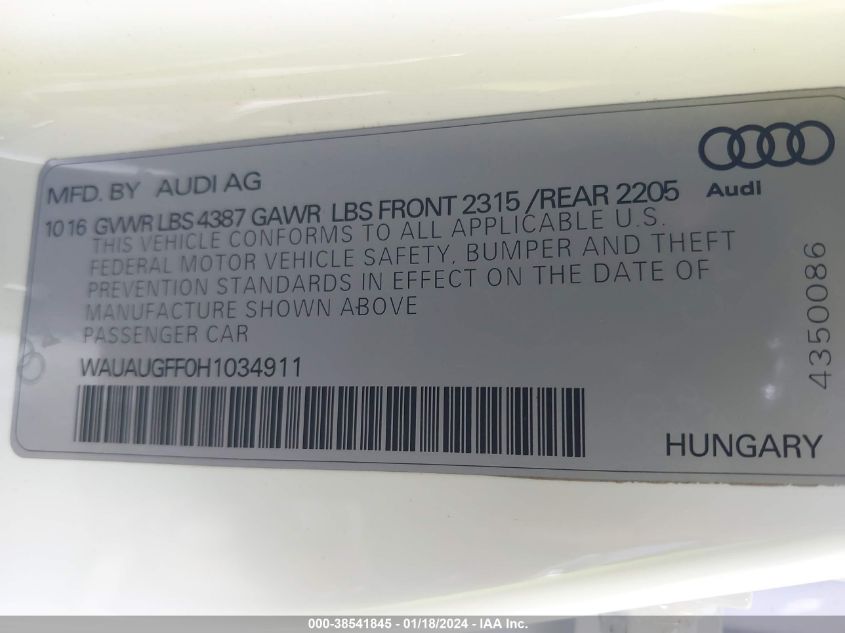 MFD. BY AUDI AG
Audi
10 16 GVWR LBS 4387 GAWR LBS FRONT 2315 / REAR 2205
THIS VEHICLE CONFORMS TO ALL APPLICABLE U.S.
FEDERAL MOTOR VEHICLE SAFETY, BUMPER AND THEFT
PREVENTION STANDARDS IN EFFECT ON THE DATE OF
MANUFACTURE SHOWN ABOVE
PASSENGER CAR
WAUAUGFF0H1034911
4350086
HUNGARY
000-38541845 - 01/18/2024 - IAA Inc.